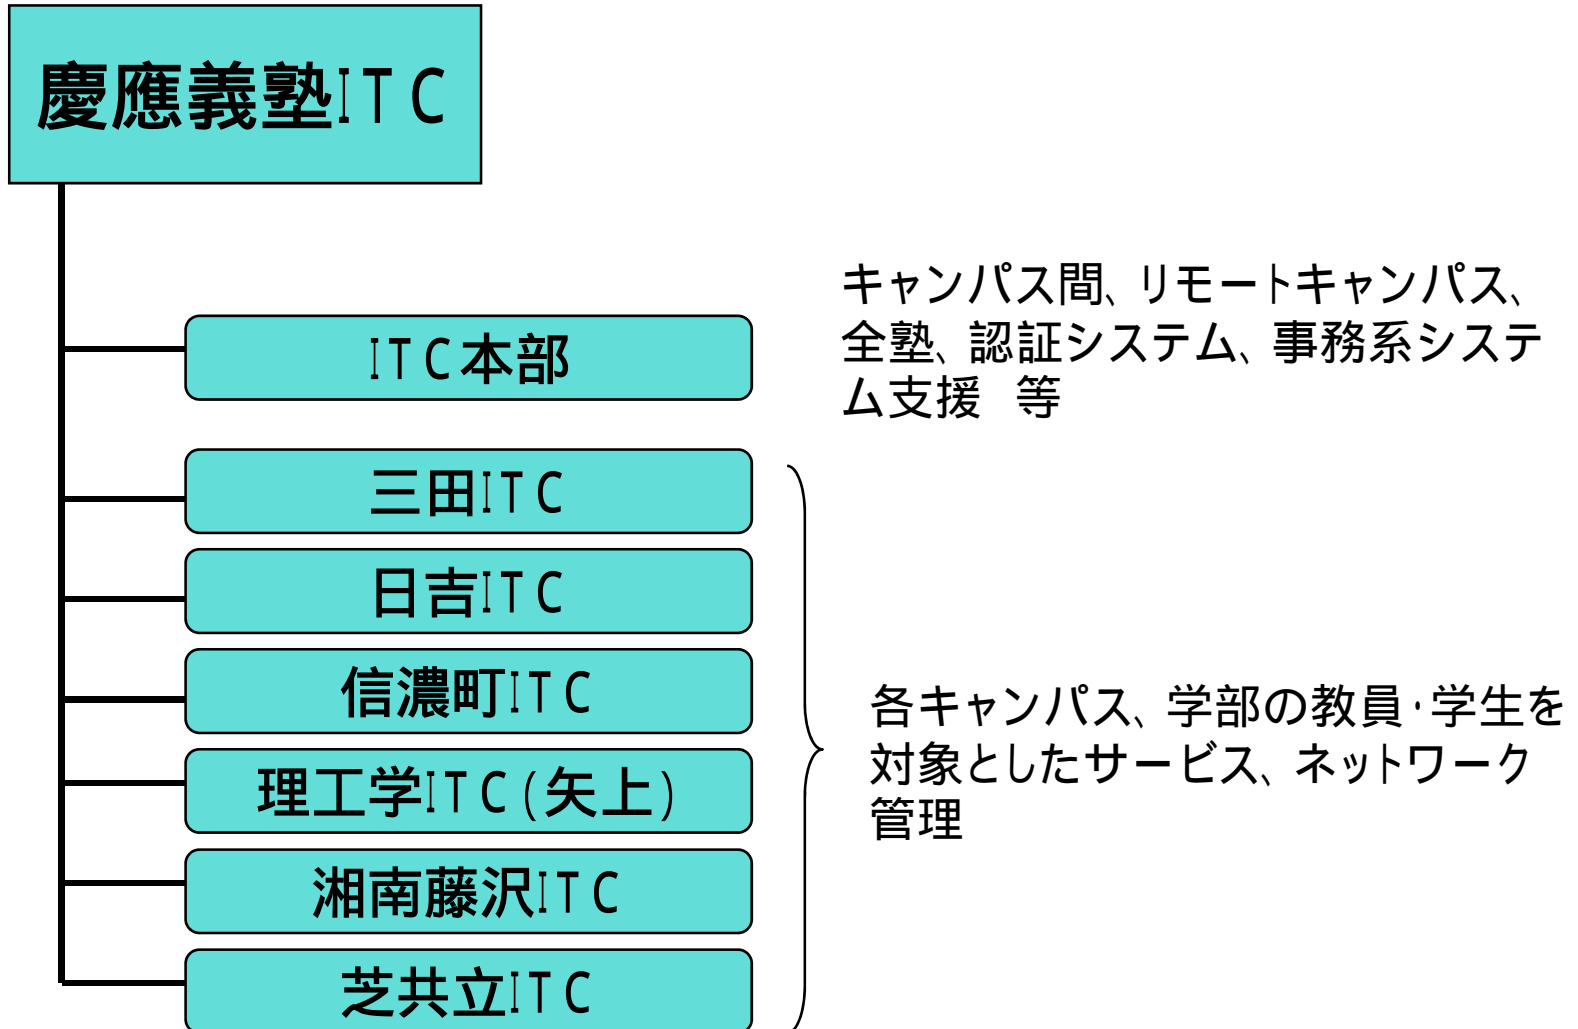 慶應義塾ITC
ITC本部
キャンパス間、リモートキャンパス、
全塾、認証システム、事務系システ
ム支援　等
三田ITC
日吉ITC
信濃町ITC
理工学ITC(矢上)
湘南藤沢ITC
芝共立ITC
各キャンパス、学部の教員・学生を
対象としたサービス、ネットワーク
管理